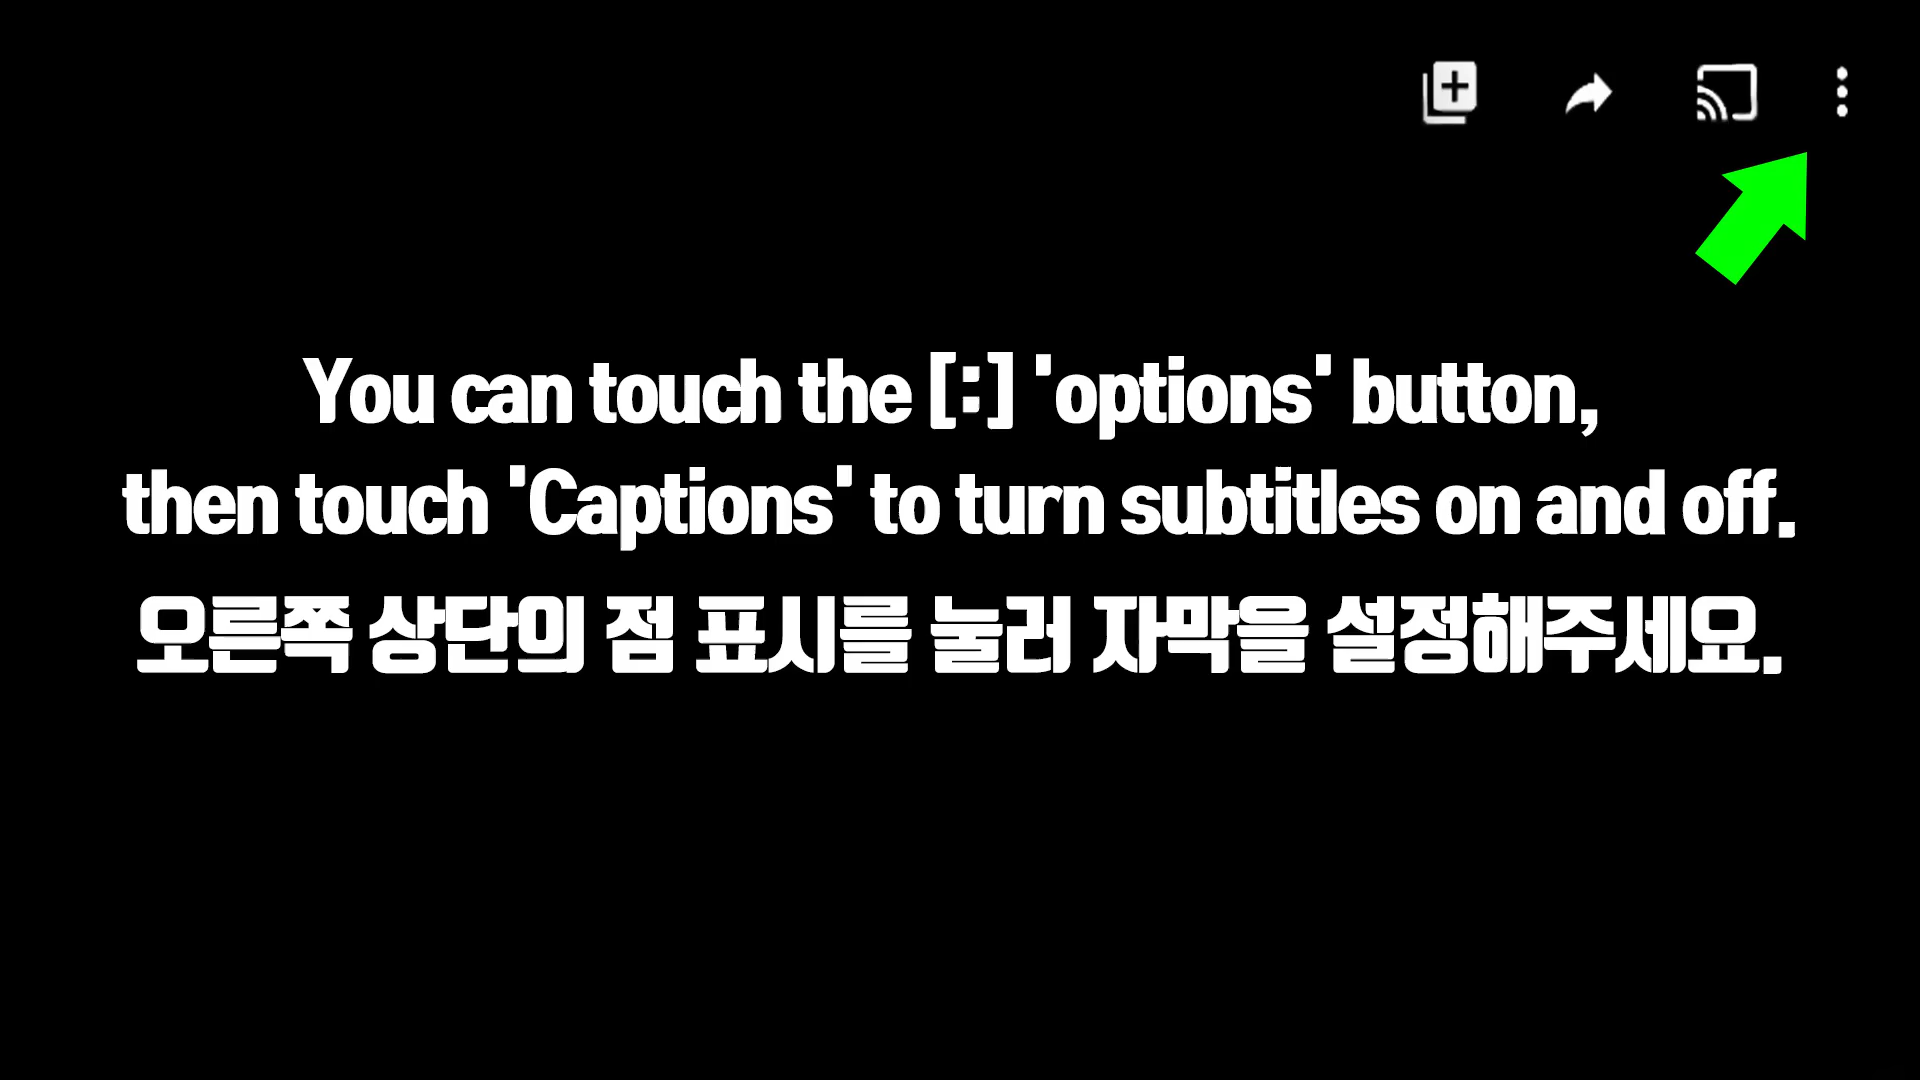 You can touch the [:] 'options' button,
then touch 'Captions' to turn subtitles on and off.
오른쪽 상단의 점 표시를 눌러 자막을 설정해주세요.